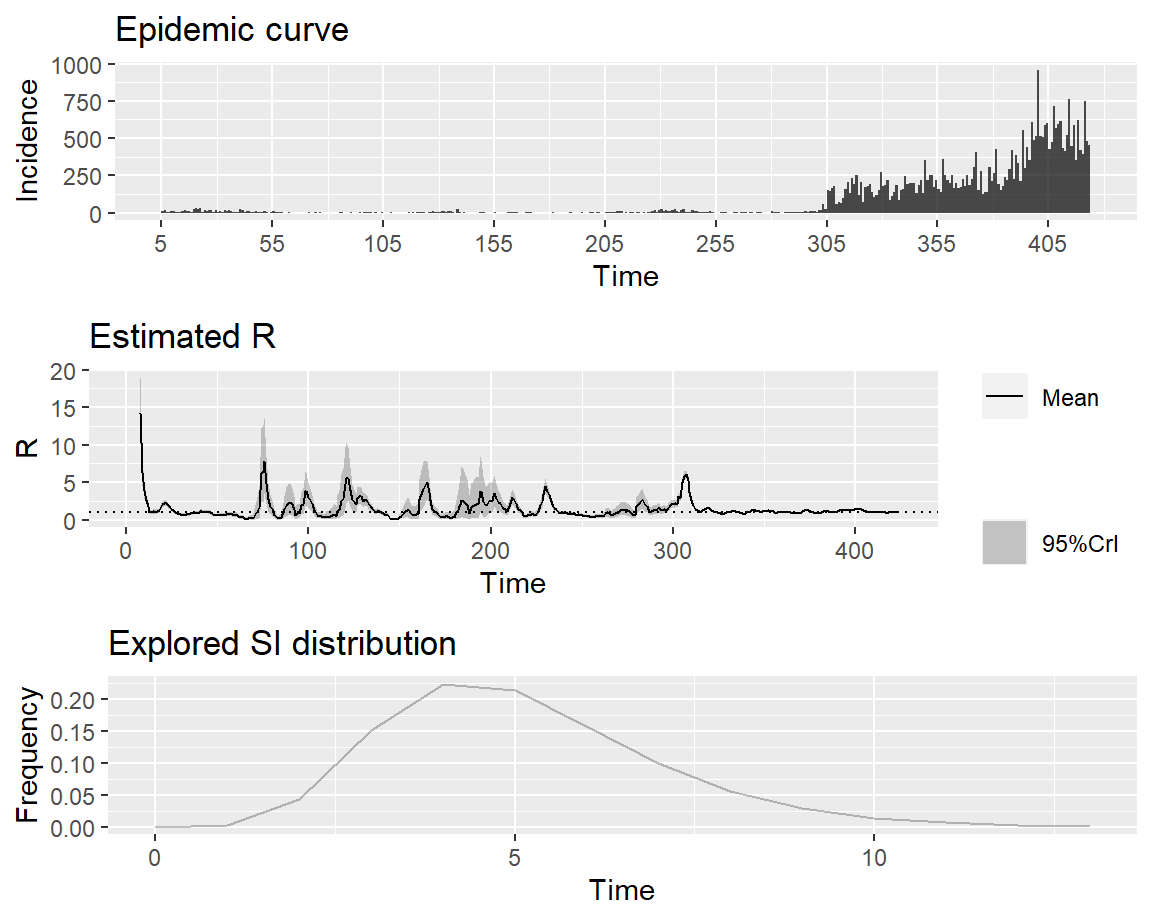 Epidemic curve
Incidence
1000
750
500
250
0
5 55 105 155 205 255 305 355 405
Time
Estimated R
R
20
15
10
5
0
0 100 200 300 400
Time
Mean
95%CrI
Explored SI distribution
Frequency
0.20
0.15
0.10
0.05
0.00
0 5 10
Time